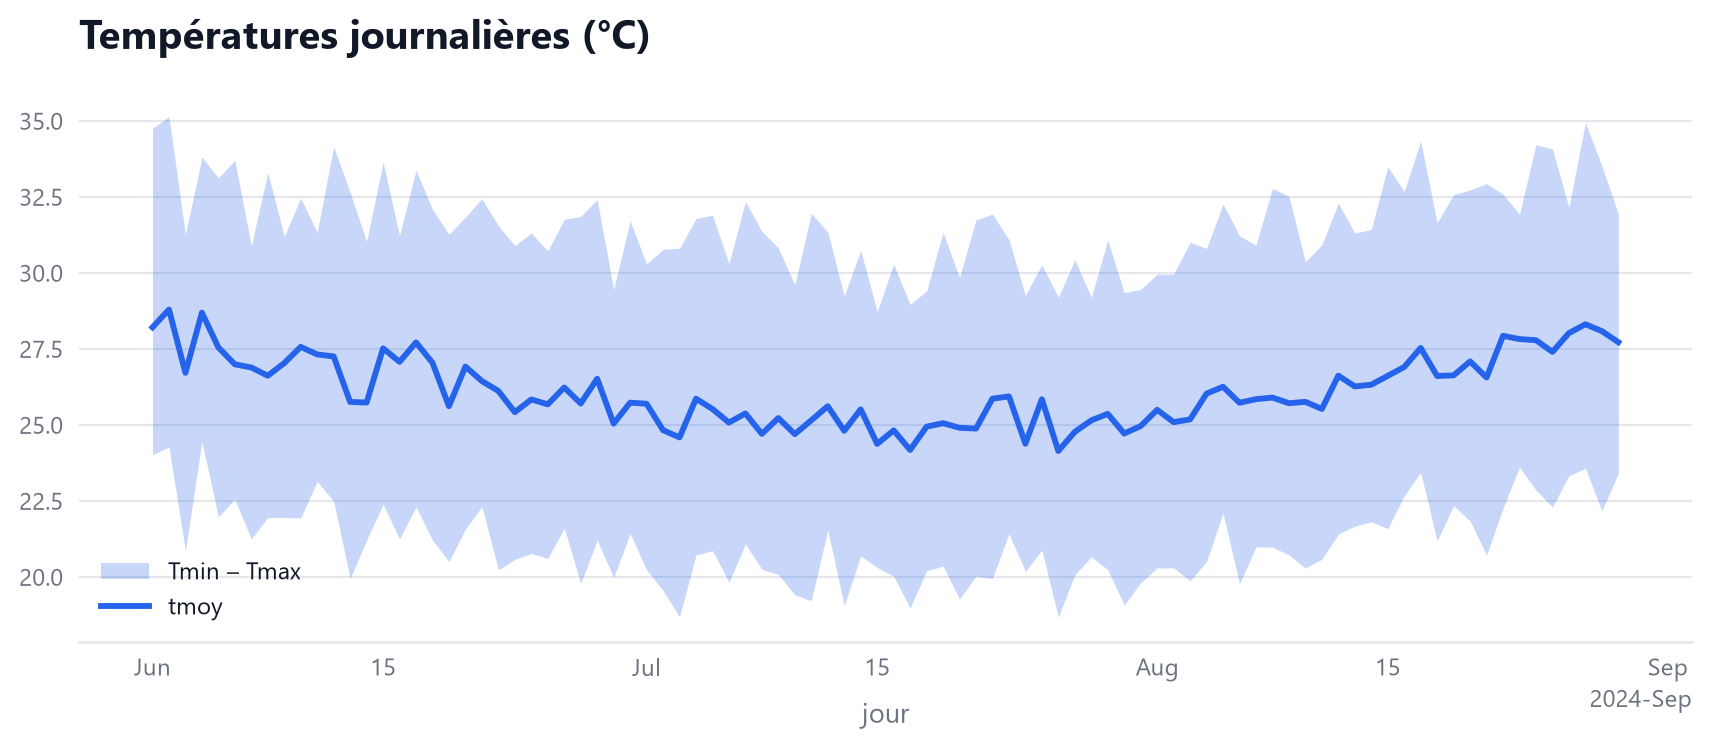 Températures journalières (°C)
35.0
32.5
30.0
27.5
25.0
22.5
20.0
Tmin – Tmax
tmoy
Jun 15 Jul 15 Aug 15 Sep
2024-Sep
jour